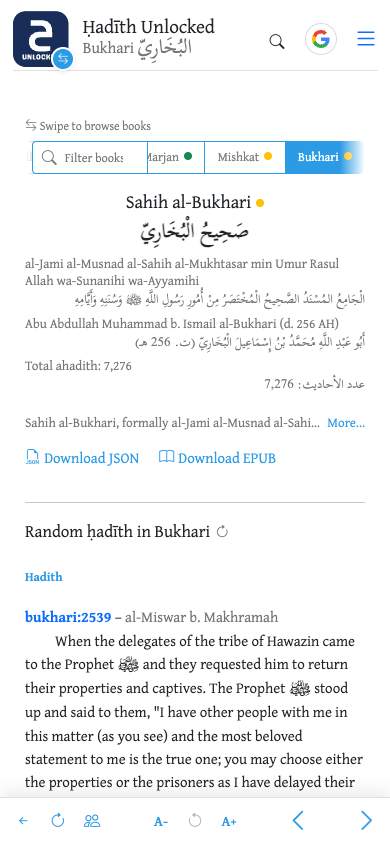 2
UNLOCK
Ḥadīth Unlocked
Bukhari البُخَارِيّ
Swipe to browse books
Filter books
Marjan
Mishkat
Bukhari
Sahih al-Bukhari
صَحِيحُ الْبُخَارِيّ
al-Jami al-Musnad al-Sahih al-Mukhtasar min Umur Rasul
Allah wa-Sunanihi wa-Ayyamihi
الْجَامِعُ المُسْنَدُ الصَّحِيحُ الْمُخْتَصَرُ مِنْ أُمُورِ رَسُولِ اللَّهِ ﷺ وَسُنَنِهِ وَأَيَّامِهِ
Abu Abdullah Muhammad b. Ismail al-Bukhari (d. 256 AH)
أَبُو عَبْدِ اللَّهِ مُحَمَّدُ بْنُ إِسْمَاعِيلَ الْبُخَارِيّ (ت. 256 هـ)
Total ahadith: 7,276
عدد الأحاديث: 7,276
Sahih al-Bukhari, formally al-Jami al-Musnad al-Sahi... More...
JSON Download JSON Download EPUB
Random ḥadīth in Bukhari
Hadith
bukhari:2539 – al-Miswar b. Makhramah
When the delegates of the tribe of Hawazin came
to the Prophet ﷺ and they requested him to return
their properties and captives. The Prophet ﷺ stood
up and said to them, "I have other people with me in
this matter (as you see) and the most beloved
statement to me is the true one; you may choose either
the properties or the prisoners as I have delayed their
A- A+